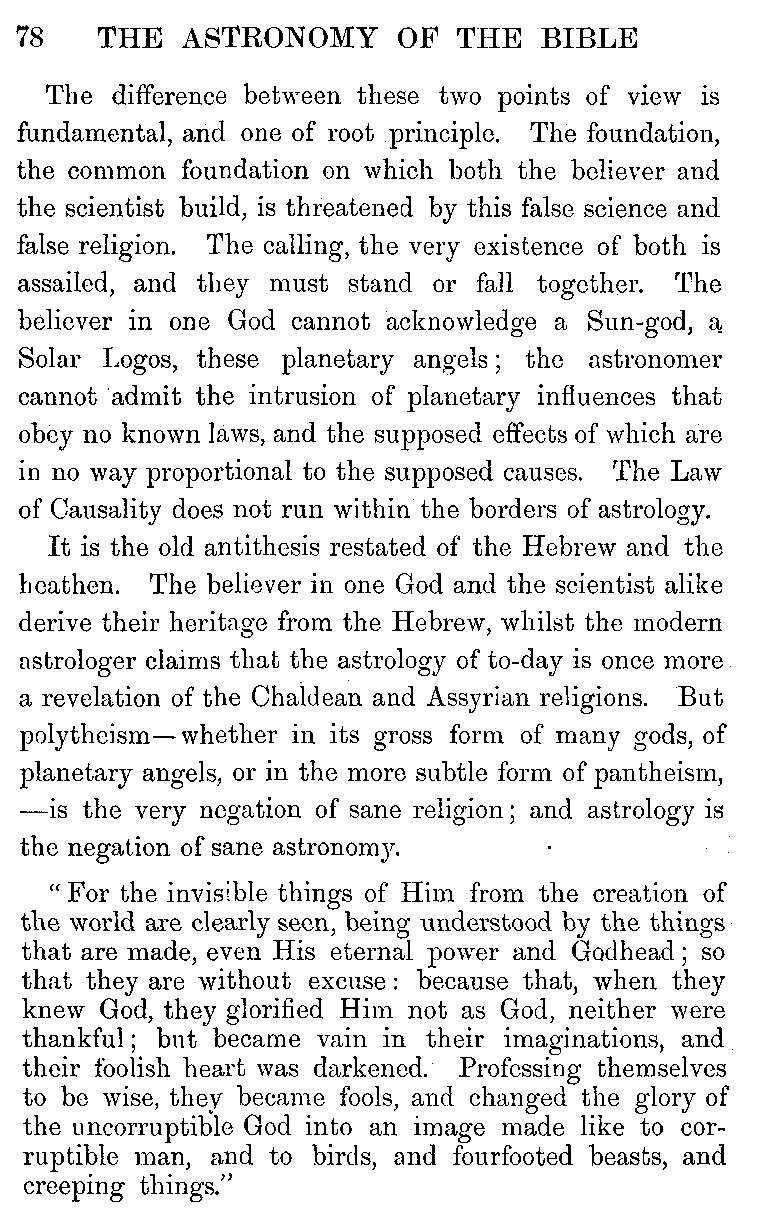 78 THE ASTRONOMY OF THE BIBLE
The difference between these two points of view is
fundamental, and one of root principle. The foundation,
the common foundation on which both the believer and
the scientist build, is threatened by this false science and
false religion. The calling, the very existence of both is
assailed, and they must stand or fall together. The
believer in one God cannot acknowledge a Sun-god, a
Solar Logos, these planetary angels; the astronomer
cannot admit the intrusion of planetary influences that
obey no known laws, and the supposed effects of which are
in no way proportional to the supposed causes. The Law
of Causality does not run within the borders of astrology.
It is the old antithesis restated of the Hebrew and the
heathen. The believer in one God and the scientist alike
derive their heritage from the Hebrew, whilst the modern
astrologer claims that the astrology of to-day is once more
a revelation of the Chaldean and Assyrian religions. But
polytheism—whether in its gross form of many gods, of
planetary angels, or in the more subtle form of pantheism,
—is the very negation of sane religion; and astrology is
the negation of sane astronomy.
"For the invisible things of Him from the creation of
the world are clearly seen, being understood by the things
that are made, even His eternal power and Godhead; so
that they are without excuse: because that, when they
knew God, they glorified Him not as God, neither were
thankful; but became vain in their imaginations, and
their foolish heart was darkened. Professing themselves
to be wise, they became fools, and changed the glory of
the uncorruptible God into an image made like to cor-
ruptible man, and to birds, and fourfooted beasts, and
creeping things."